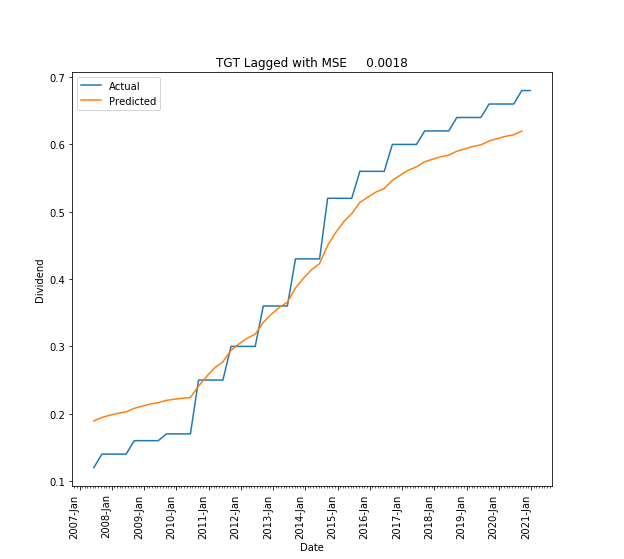 TGT Lagged with MSE 0.0018
Actual
Predicted
0.7
0.6
0.5
0.4
0.3
0.2
0.1
Dividend
2007-Jan
2008-Jan
2009-Jan
2010-Jan
2011-Jan
2012-Jan
2013-Jan
2014-Jan
2015-Jan
2016-Jan
2017-Jan
2018-Jan
2019-Jan
2020-Jan
2021-Jan
Date